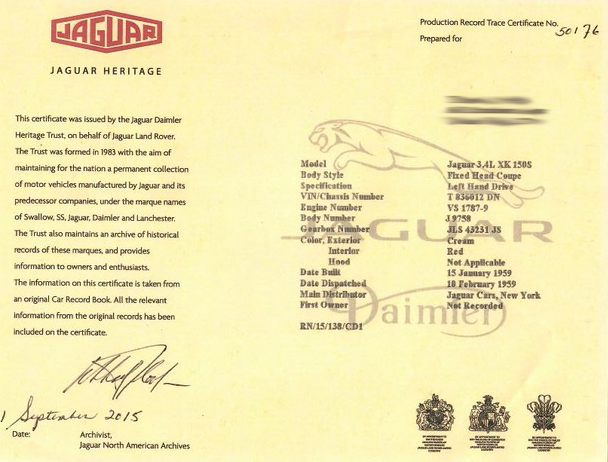 JAGUAR
JAGUAR HERITAGE
Production Record Trace Certificate No. 50176
Prepared for
This certificate was issued by the Jaguar Daimler
Heritage Trust, on behalf of Jaguar Land Rover.
The Trust was formed in 1983 with the aim of
maintaining for the nation a permanent collection
of motor vehicles manufactured by Jaguar and its
predecessor companies, under the marque names
of Swallow, SS, Jaguar, Daimler and Lanchester.
The Trust also maintains an archive of historical
records of these marques, and provides
information to owners and enthusiasts.
The information on this certificate is taken from
an original Car Record Book. All the relevant
information from the original records has been
included on the certificate.
Model Jaguar 3.4L XK 150S
Body Style Fixed Head Coupe
Specification Left Hand Drive
VIN/Chassis Number T 836012 DN
Engine Number VS 1787-9
Body Number J.9758
Gearbox Number JLS 43231 JS
Color, Exterior Cream
Interior Red
Hood Not Applicable
Date Built 15 January 1959
Date Dispatched 10 February 1959
Main Distributor Jaguar Cars, New York
First Owner Not Recorded
RN/15/138/CD1
JAGUAR
Daimler
1 September 2015
Date: Archivist,
Jaguar North American Archives